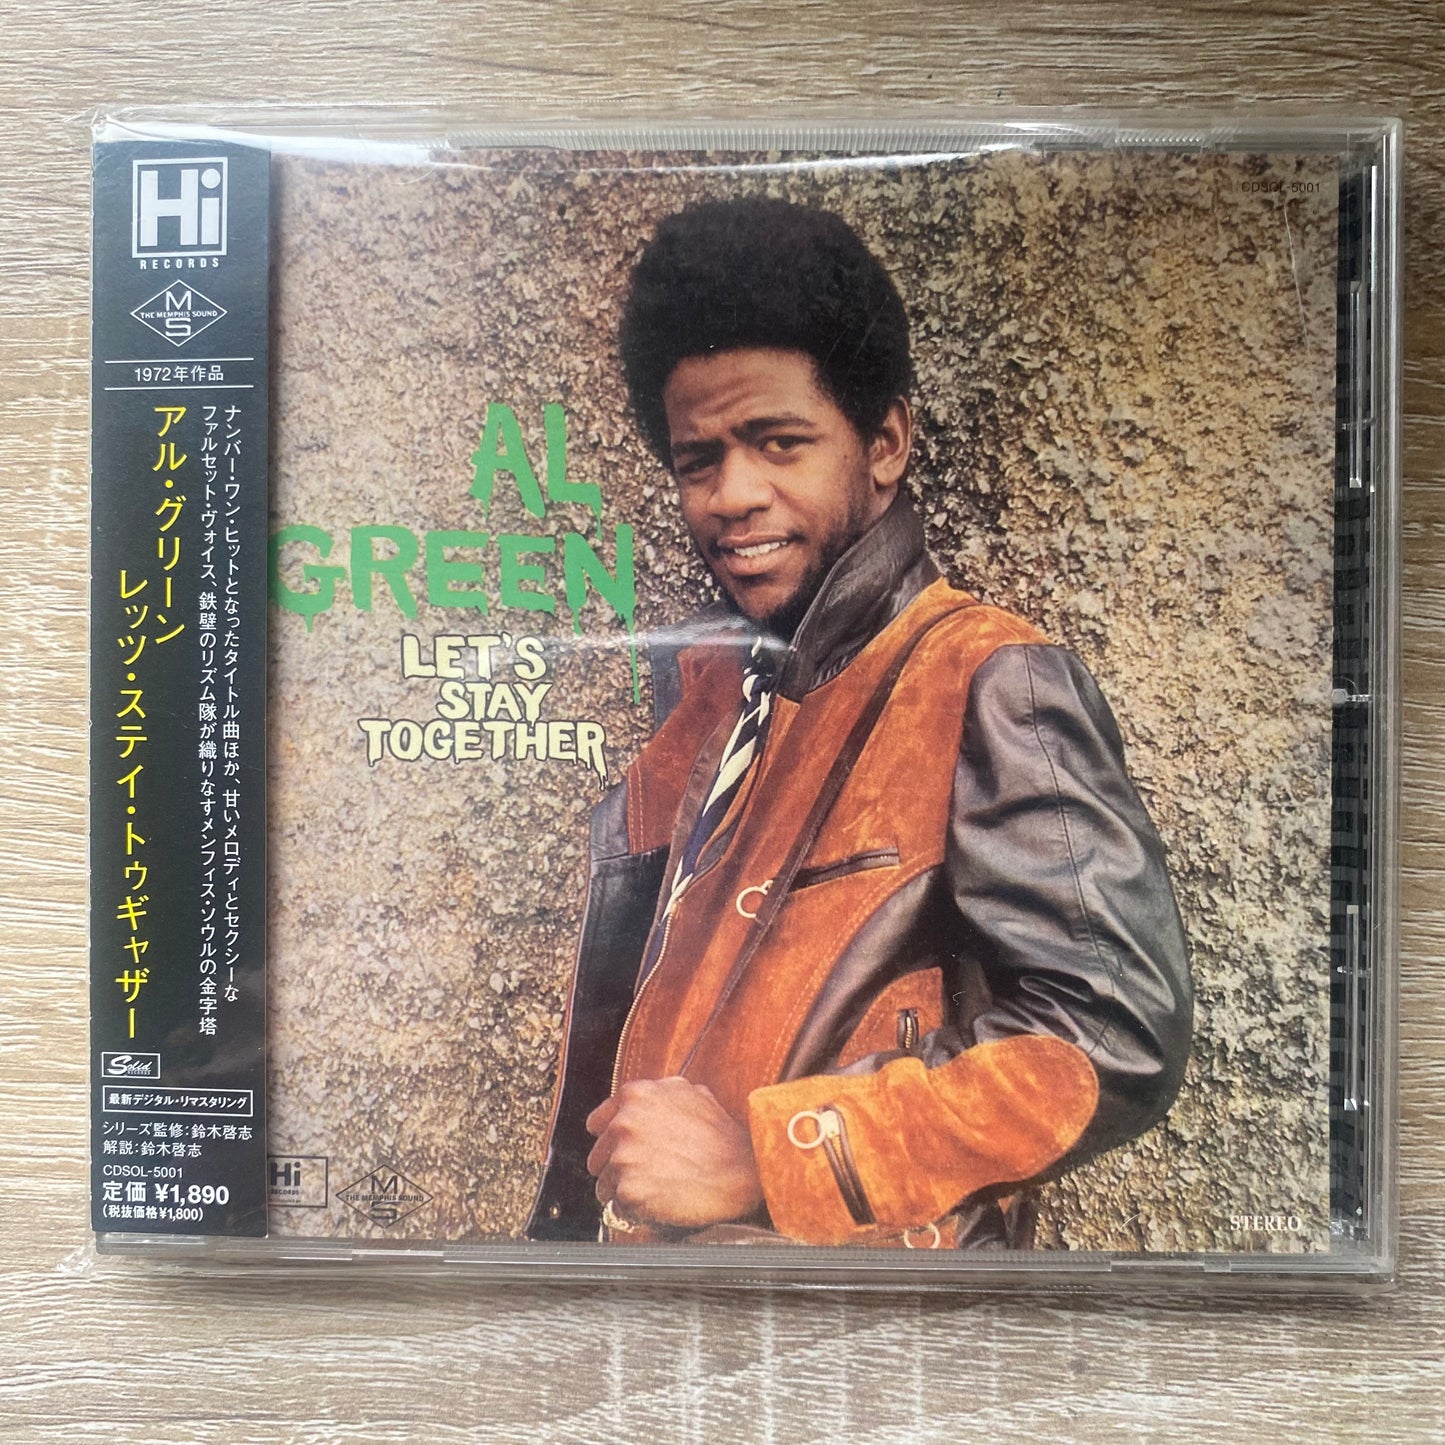 Hi
RECORDS
M
THE MEMPHIS SOUND
S
1972年作品
ナンバー・ワン・ヒットとなったタイトル曲ほか、甘いメロディとセクシーな
ファルセット・ヴォイス、鉄壁のリズム隊が織りなすメンフィス・ソウルの金字塔
アル・グリーン
レッツ・ステイ・トゥギャザー
Solid
RECORDS
最新デジタル・リマスタリング
シリーズ監修：鈴木啓志
解説：鈴木啓志
CDSOL-5001
定価 ¥1,890
（税抜価格¥1,800）
CDSOL-5001
AL
GREEN
LET'S
STAY
TOGETHER
Hi
RECORDS
M
THE MEMPHIS SOUND
S
STEREO